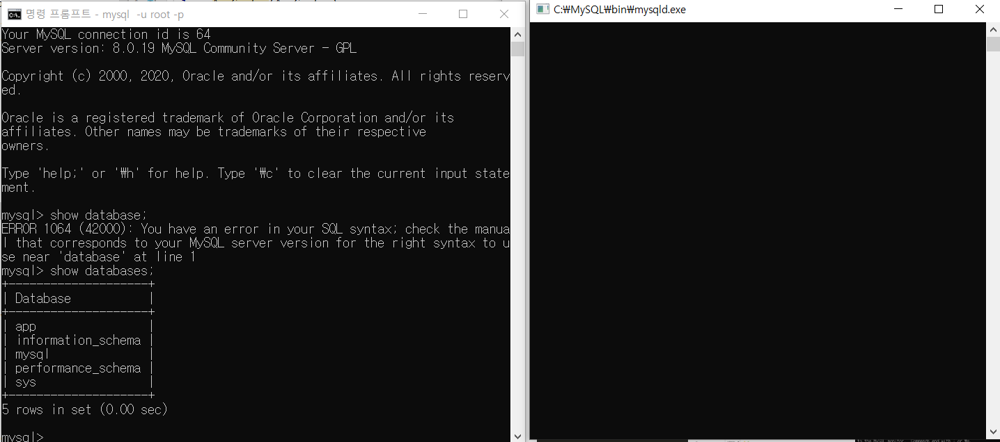 명령 프롬프트 - mysql  -u root -p
Your MySQL connection id is 64
Server version: 8.0.19 MySQL Community Server - GPL
Copyright (c) 2000, 2020, Oracle and/or its affiliates. All rights reserv
ed.
Oracle is a registered trademark of Oracle Corporation and/or its
affiliates. Other names may be trademarks of their respective
owners.
Type 'help;' or '₩h' for help. Type '₩c' to clear the current input state
ment.
mysql> show database;
ERROR 1064 (42000): You have an error in your SQL syntax; check the manua
l that corresponds to your MySQL server version for the right syntax to u
se near 'database' at line 1
mysql> show databases;
+--------------------+
| Database           |
+--------------------+
| app                |
| information_schema |
| mysql              |
| performance_schema |
| sys                |
+--------------------+
5 rows in set (0.00 sec)
mysql>
C:₩MySQL₩bin₩mysqld.exe